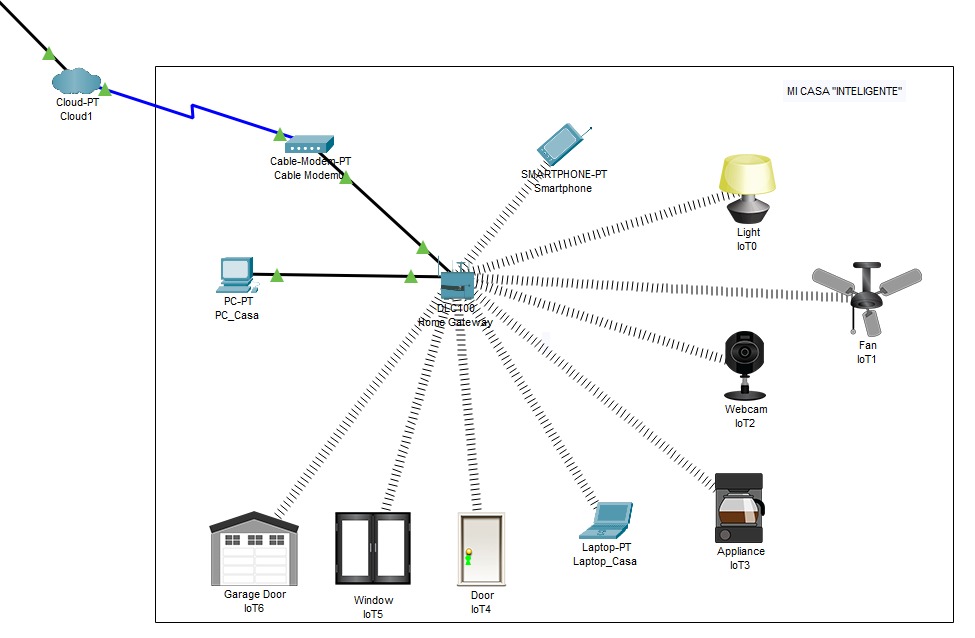 MI CASA "INTELIGENTE"
Cloud-PT
Cloud1
Cable-Modem-PT
Cable Modem0
SMARTPHONE-PT
Smartphone
Light
IoT0
PC-PT
PC_Casa
DLC100
Home Gateway
Fan
IoT1
Webcam
IoT2
Appliance
IoT3
Laptop-PT
Laptop_Casa
Door
IoT4
Window
IoT5
Garage Door
IoT6